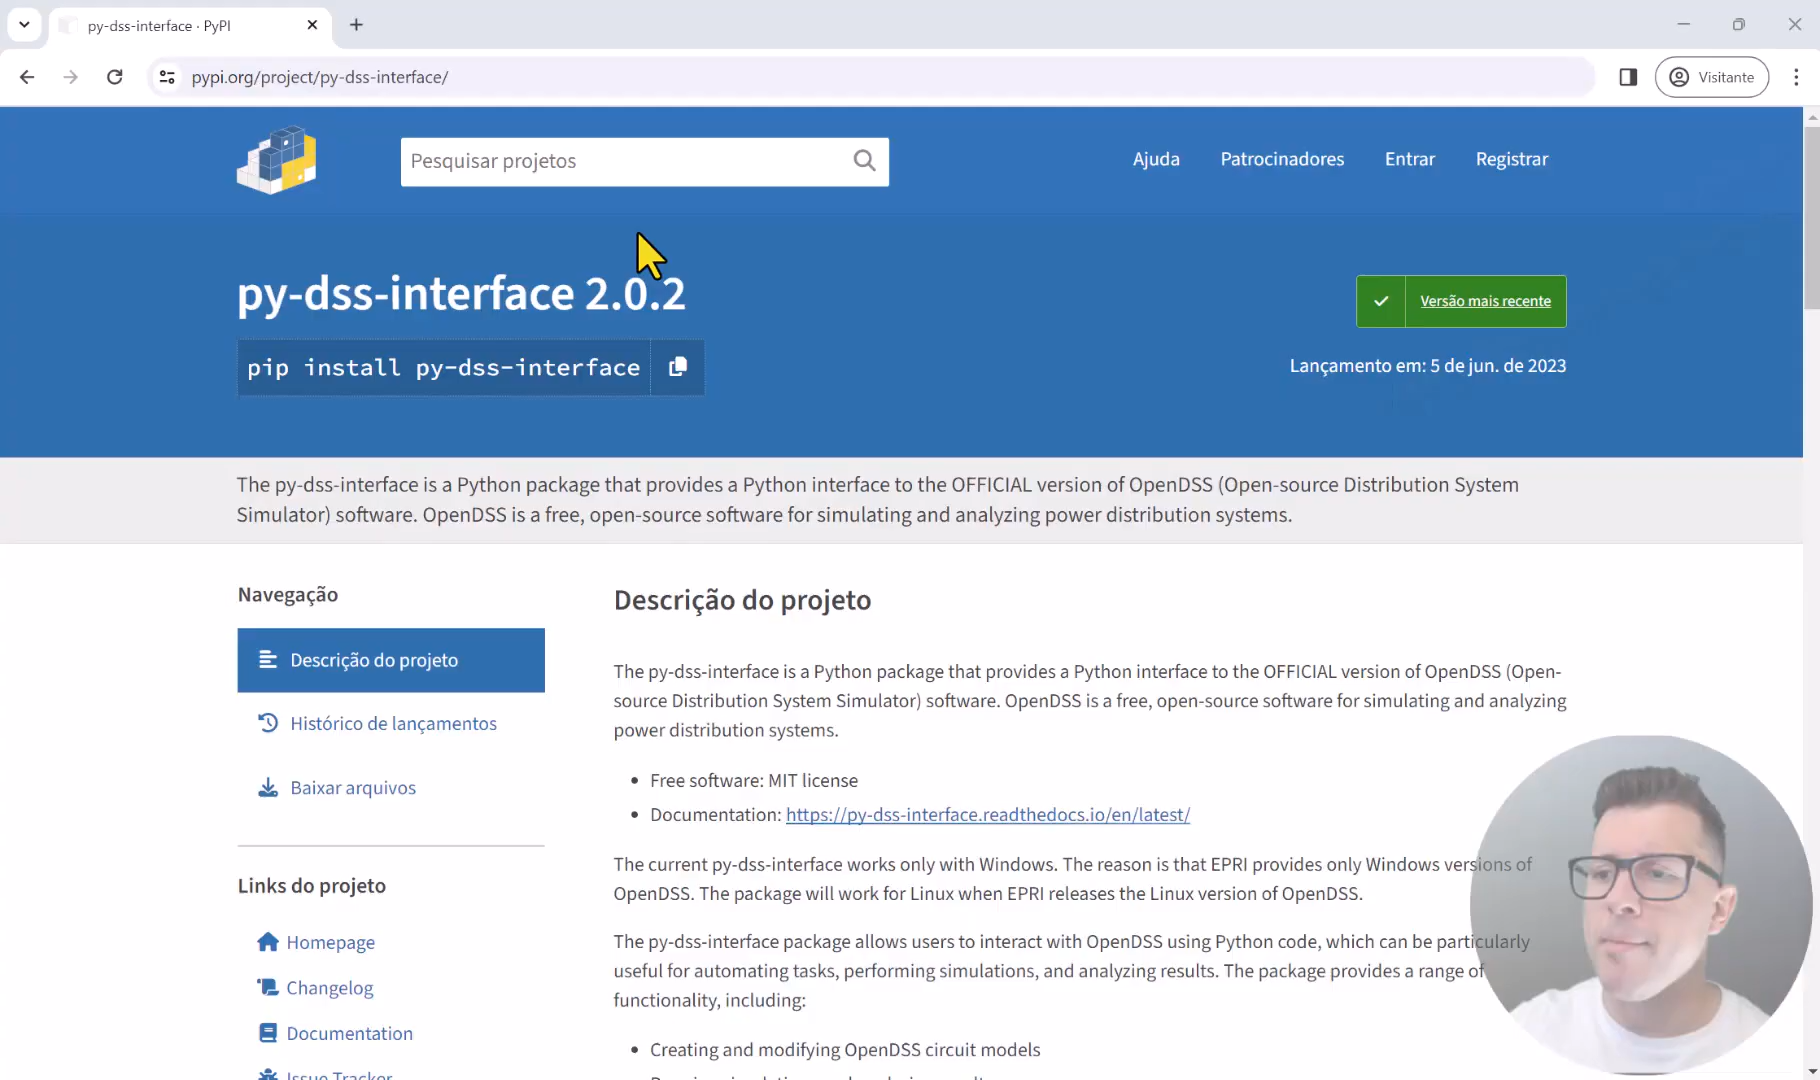 py-dss-interface · PyPI
pypi.org/project/py-dss-interface/
Visitante
Pesquisar projetos
Ajuda
Patrocinadores
Entrar
Registrar
py-dss-interface 2.0.2
pip install py-dss-interface
Versão mais recente
Lançamento em: 5 de jun. de 2023
The py-dss-interface is a Python package that provides a Python interface to the OFFICIAL version of OpenDSS (Open-source Distribution System
Simulator) software. OpenDSS is a free, open-source software for simulating and analyzing power distribution systems.
Navegação
Descrição do projeto
Histórico de lançamentos
Baixar arquivos
Links do projeto
Homepage
Changelog
Documentation
Issue Tracker
Descrição do projeto
The py-dss-interface is a Python package that provides a Python interface to the OFFICIAL version of OpenDSS (Open-
source Distribution System Simulator) software. OpenDSS is a free, open-source software for simulating and analyzing
power distribution systems.
• Free software: MIT license
• Documentation: https://py-dss-interface.readthedocs.io/en/latest/
The current py-dss-interface works only with Windows. The reason is that EPRI provides only Windows versions of
OpenDSS. The package will work for Linux when EPRI releases the Linux version of OpenDSS.
The py-dss-interface package allows users to interact with OpenDSS using Python code, which can be particularly
useful for automating tasks, performing simulations, and analyzing results. The package provides a range of
functionality, including:
• Creating and modifying OpenDSS circuit models